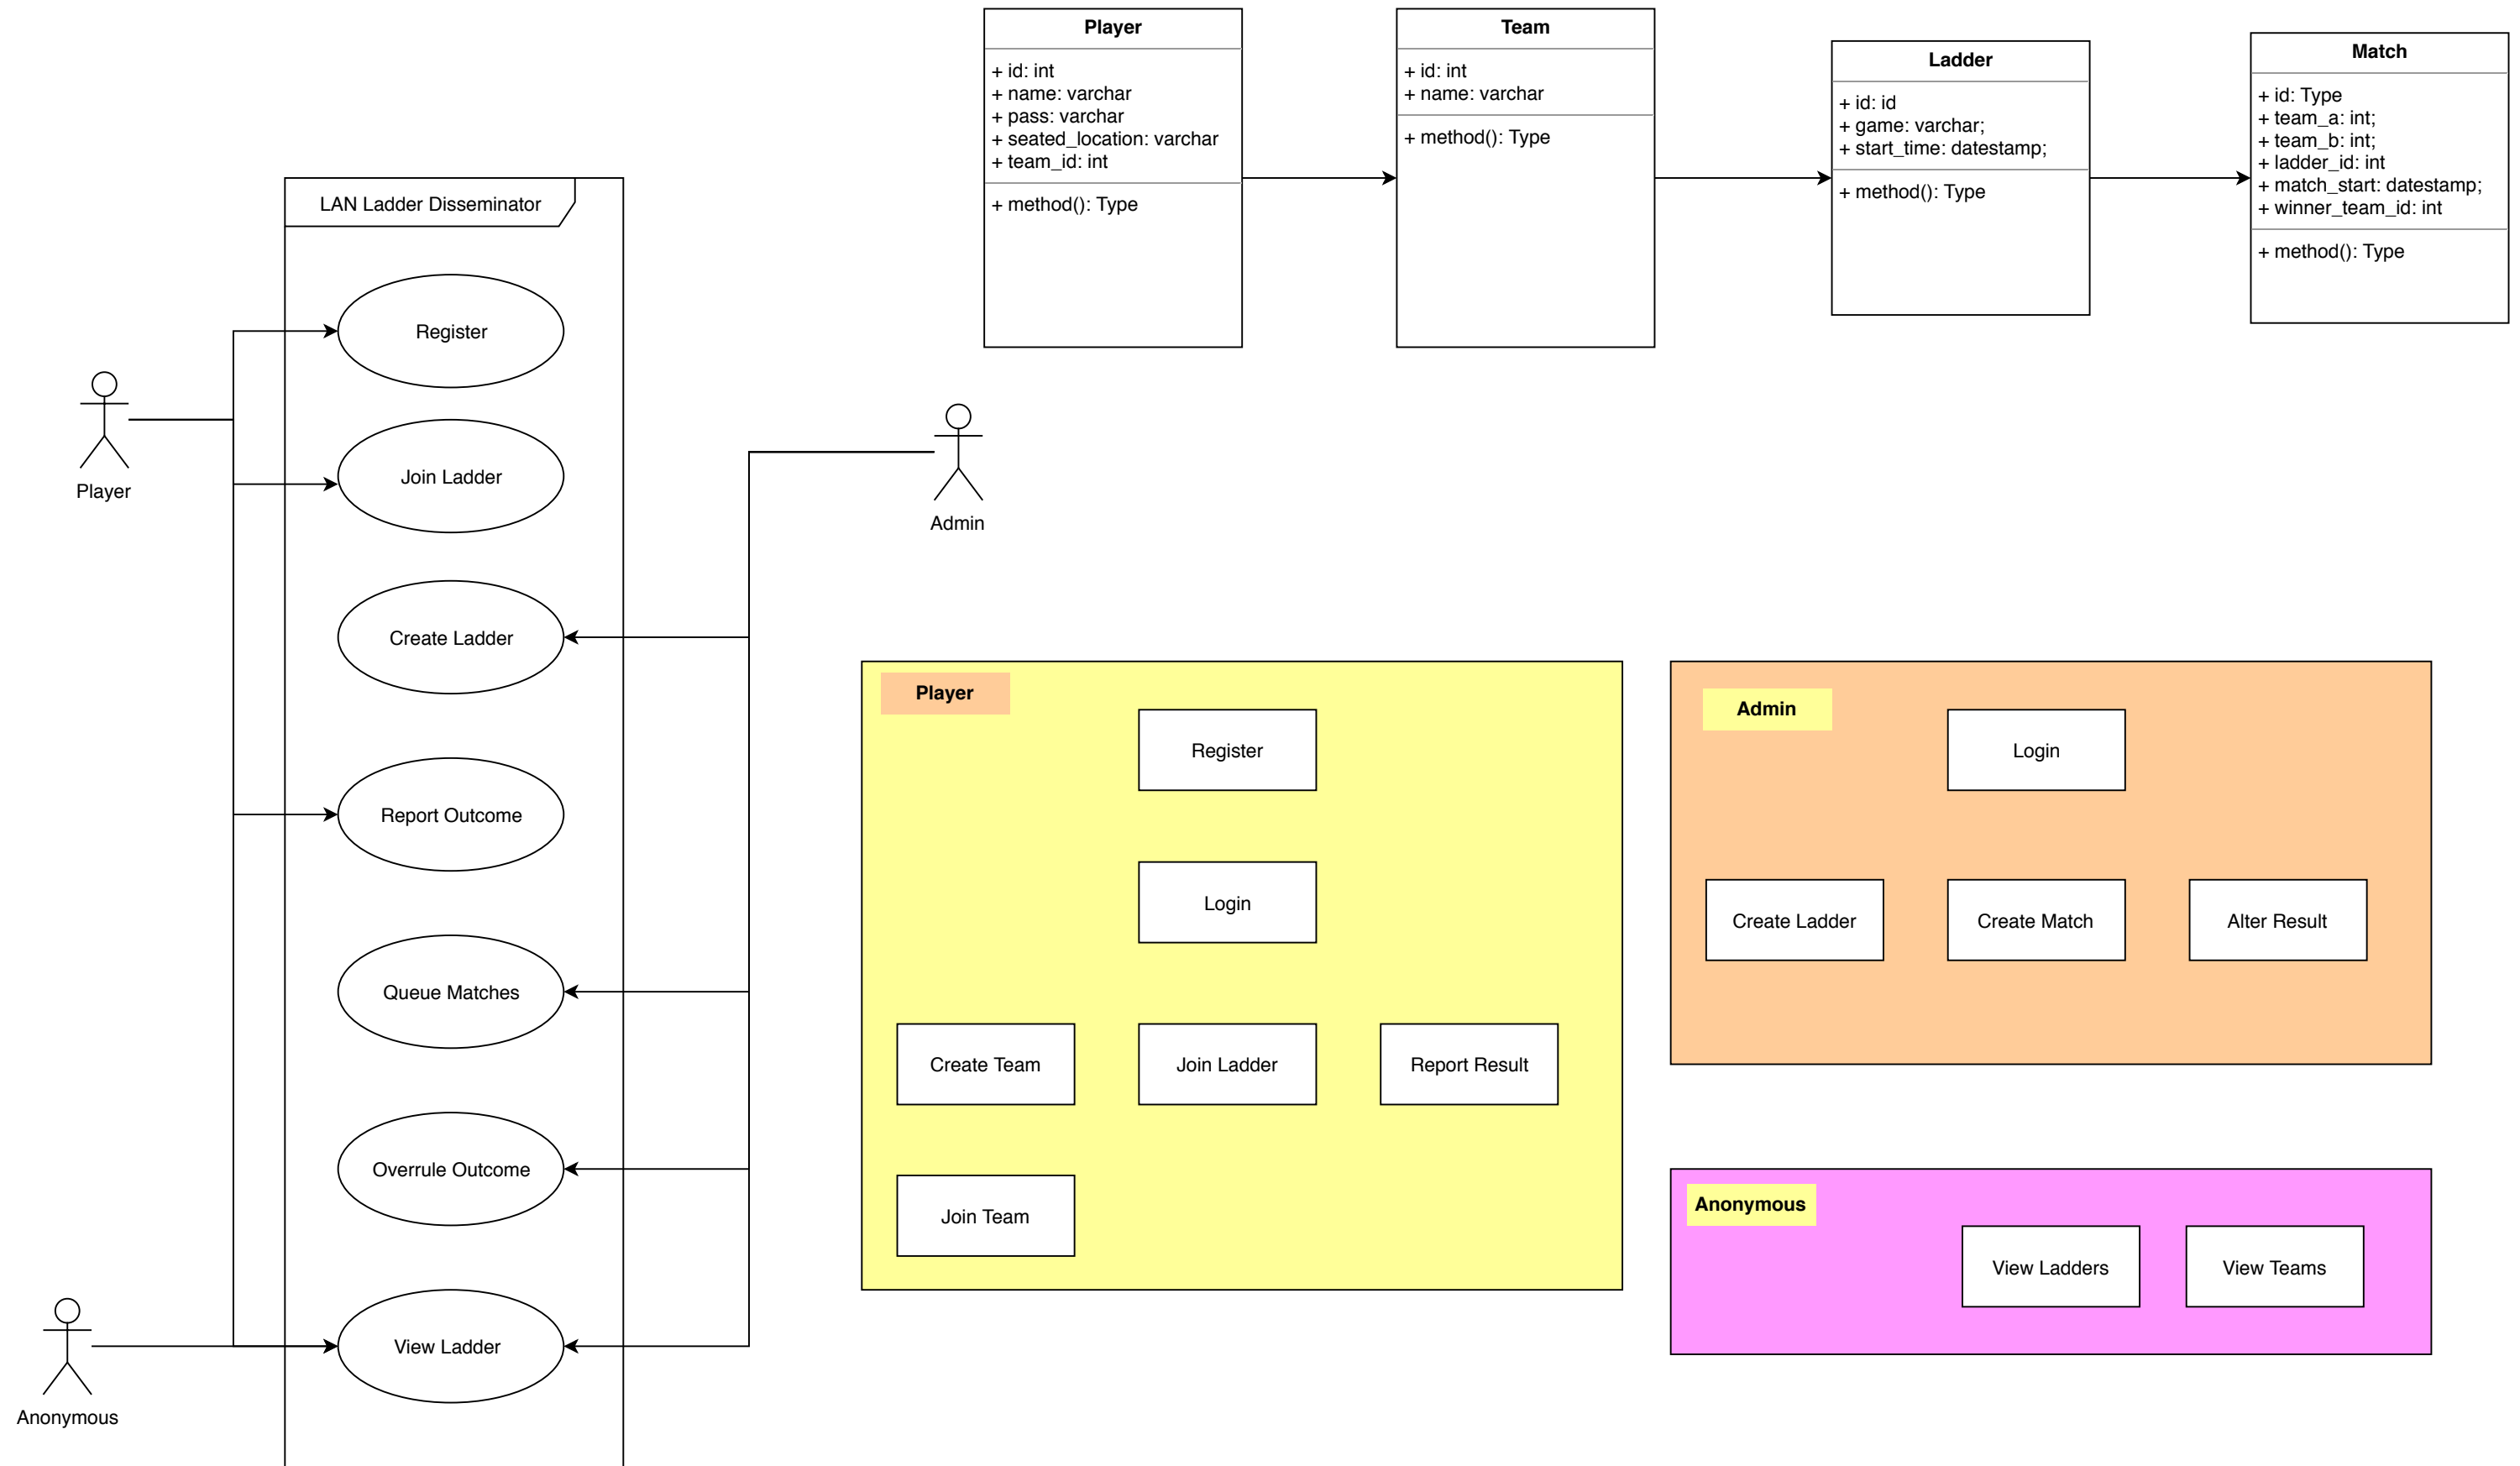 Player
+ id: int
+ name: varchar
+ pass: varchar
+ seated_location: varchar
+ team_id: int
+ method(): Type
Team
+ id: int
+ name: varchar
+ method(): Type
Ladder
+ id: id
+ game: varchar;
+ start_time: datestamp;
+ method(): Type
Match
+ id: Type
+ team_a: int;
+ team_b: int;
+ ladder_id: int
+ match_start: datestamp;
+ winner_team_id: int
+ method(): Type
LAN Ladder Disseminator
Register
Join Ladder
Create Ladder
Report Outcome
Queue Matches
Overrule Outcome
View Ladder
Player
Anonymous
Admin
Player
Register
Login
Create Team
Join Ladder
Report Result
Join Team
Admin
Login
Create Ladder
Create Match
Alter Result
Anonymous
View Ladders
View Teams